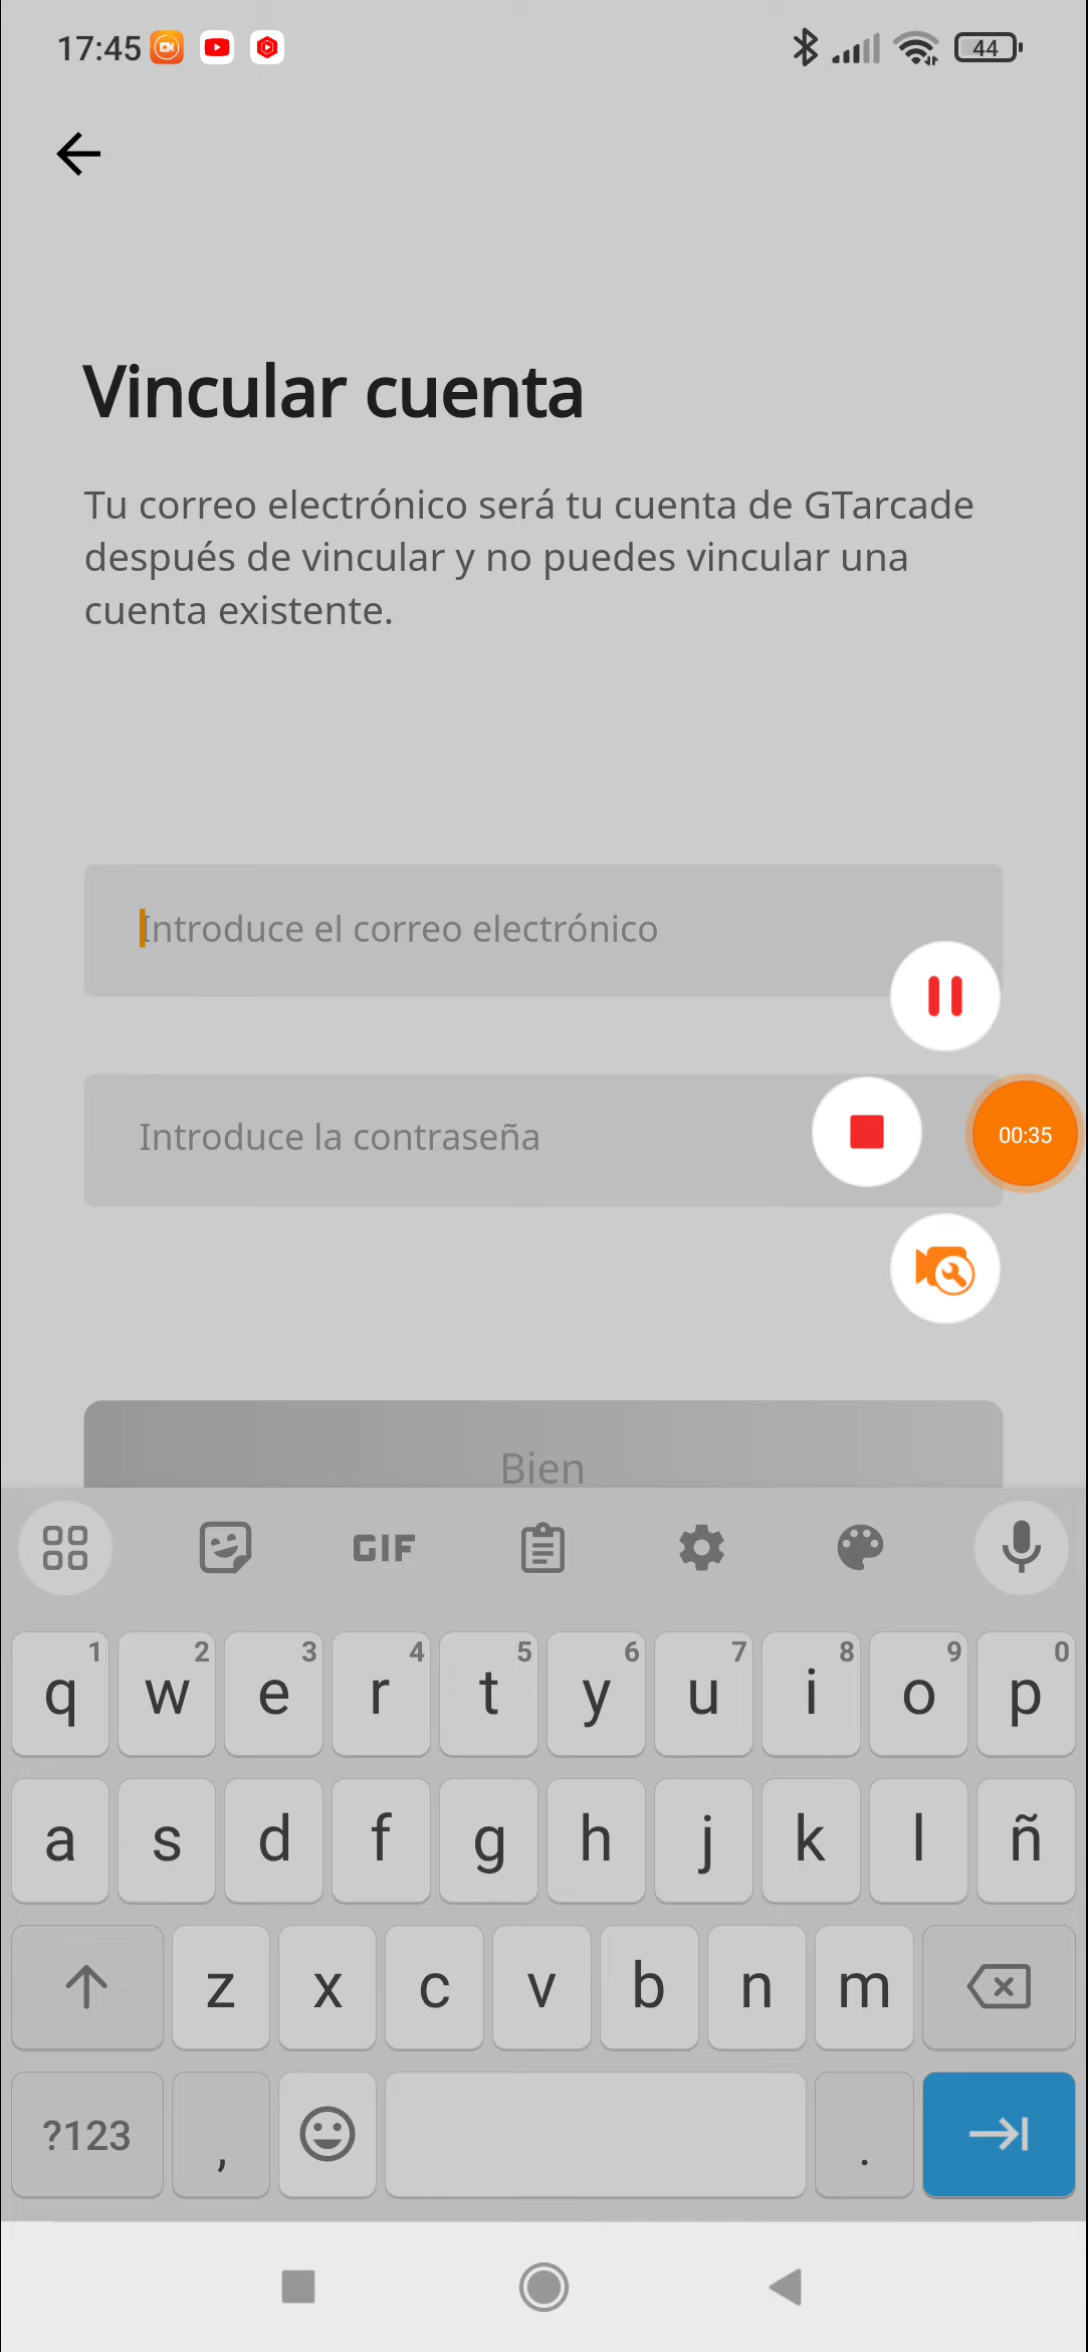 17:45
44
Vincular cuenta
Tu correo electrónico será tu cuenta de GTarcade
después de vincular y no puedes vincular una
cuenta existente.
Introduce el correo electrónico
Introduce la contraseña
00:35
Bien
GIF
1 2 3 4 5 6 7 8 9 0
q w e r t y u i o p
a s d f g h j k l ñ
z x c v b n m
?123 , .